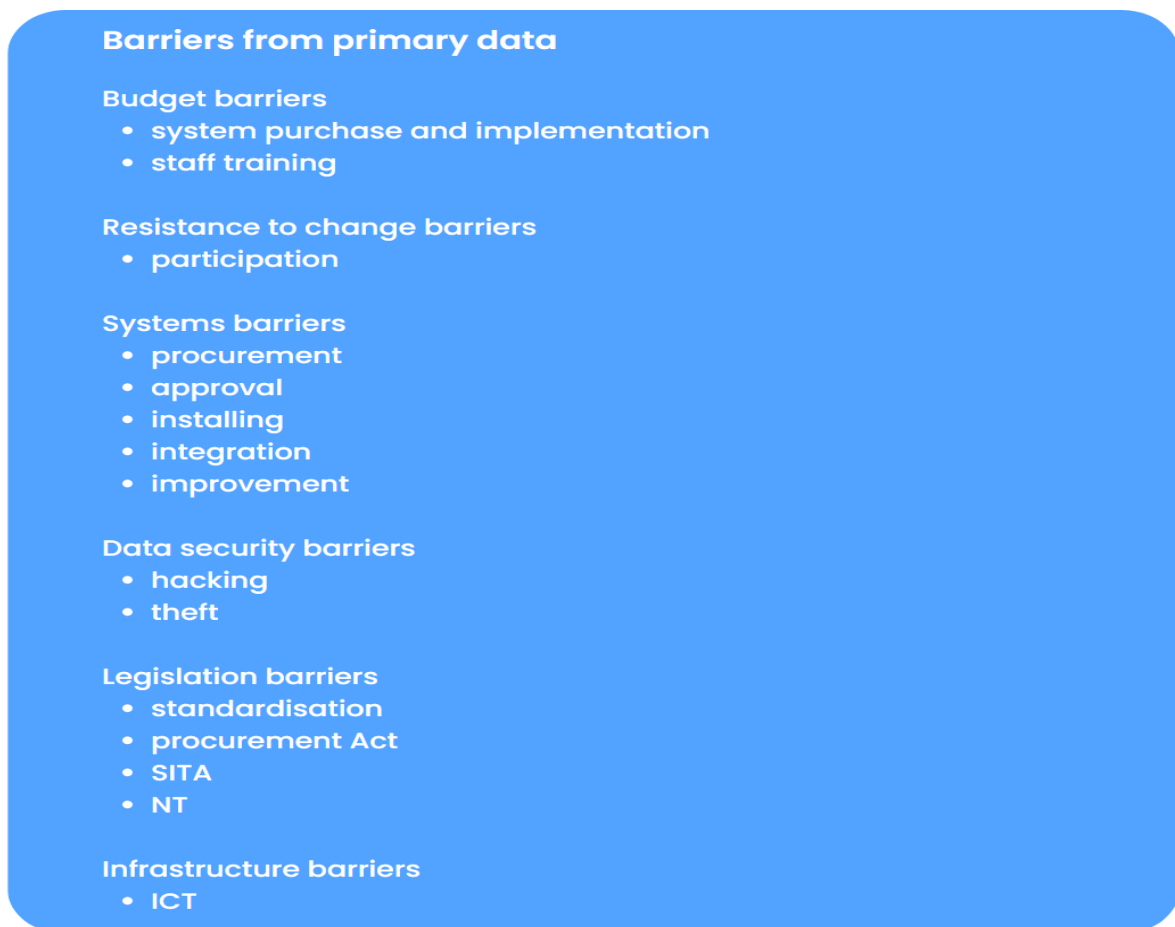 Barriers from primary data
Budget barriers
• system purchase and implementation
• staff training
Resistance to change barriers
• participation
Systems barriers
• procurement
• approval
• installing
• integration
• improvement
Data security barriers
• hacking
• theft
Legislation barriers
• standardisation
• procurement Act
• SITA
• NT
Infrastructure barriers
• ICT